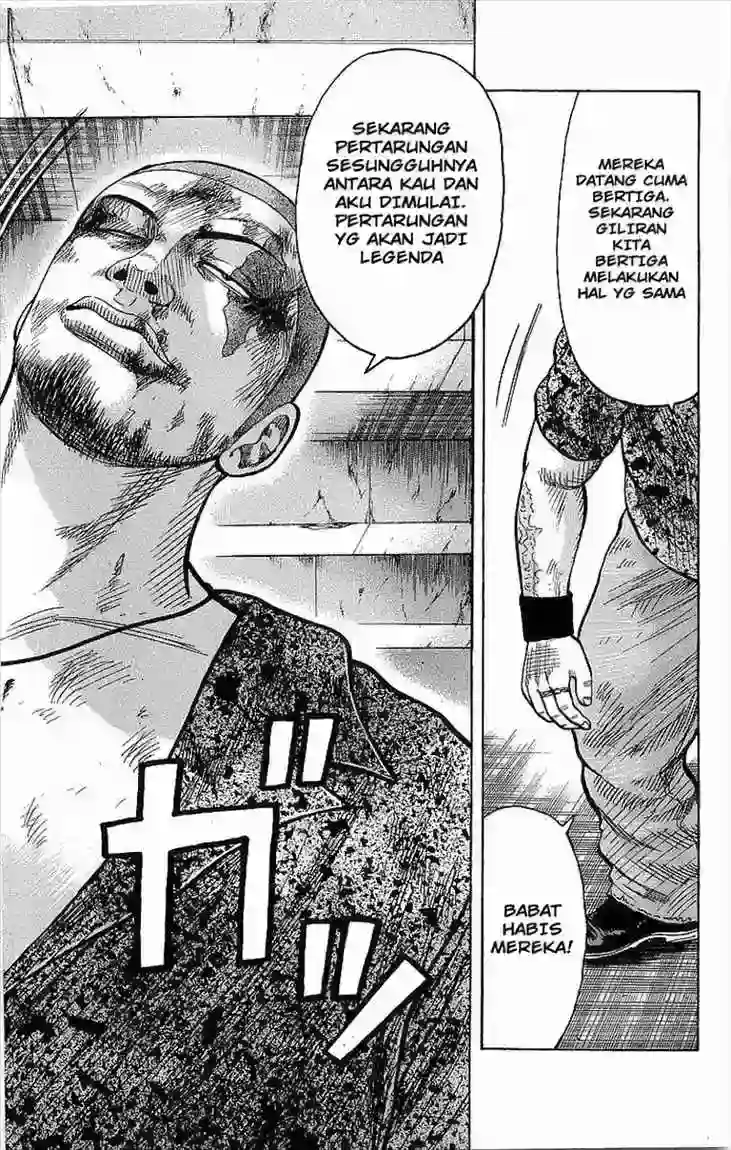 MEREKA
DATANG CUMA
BERTIGA.
SEKARANG
GILIRAN
KITA
BERTIGA
MELAKUKAN
HAL YG SAMA
BABAT
HABIS
MEREKA!
SEKARANG
PERTARUNGAN
SESUNGGUHNYA
ANTARA KAU DAN
AKU DIMULAI.
PERTARUNGAN
YG AKAN JADI
LEGENDA
ガガッ